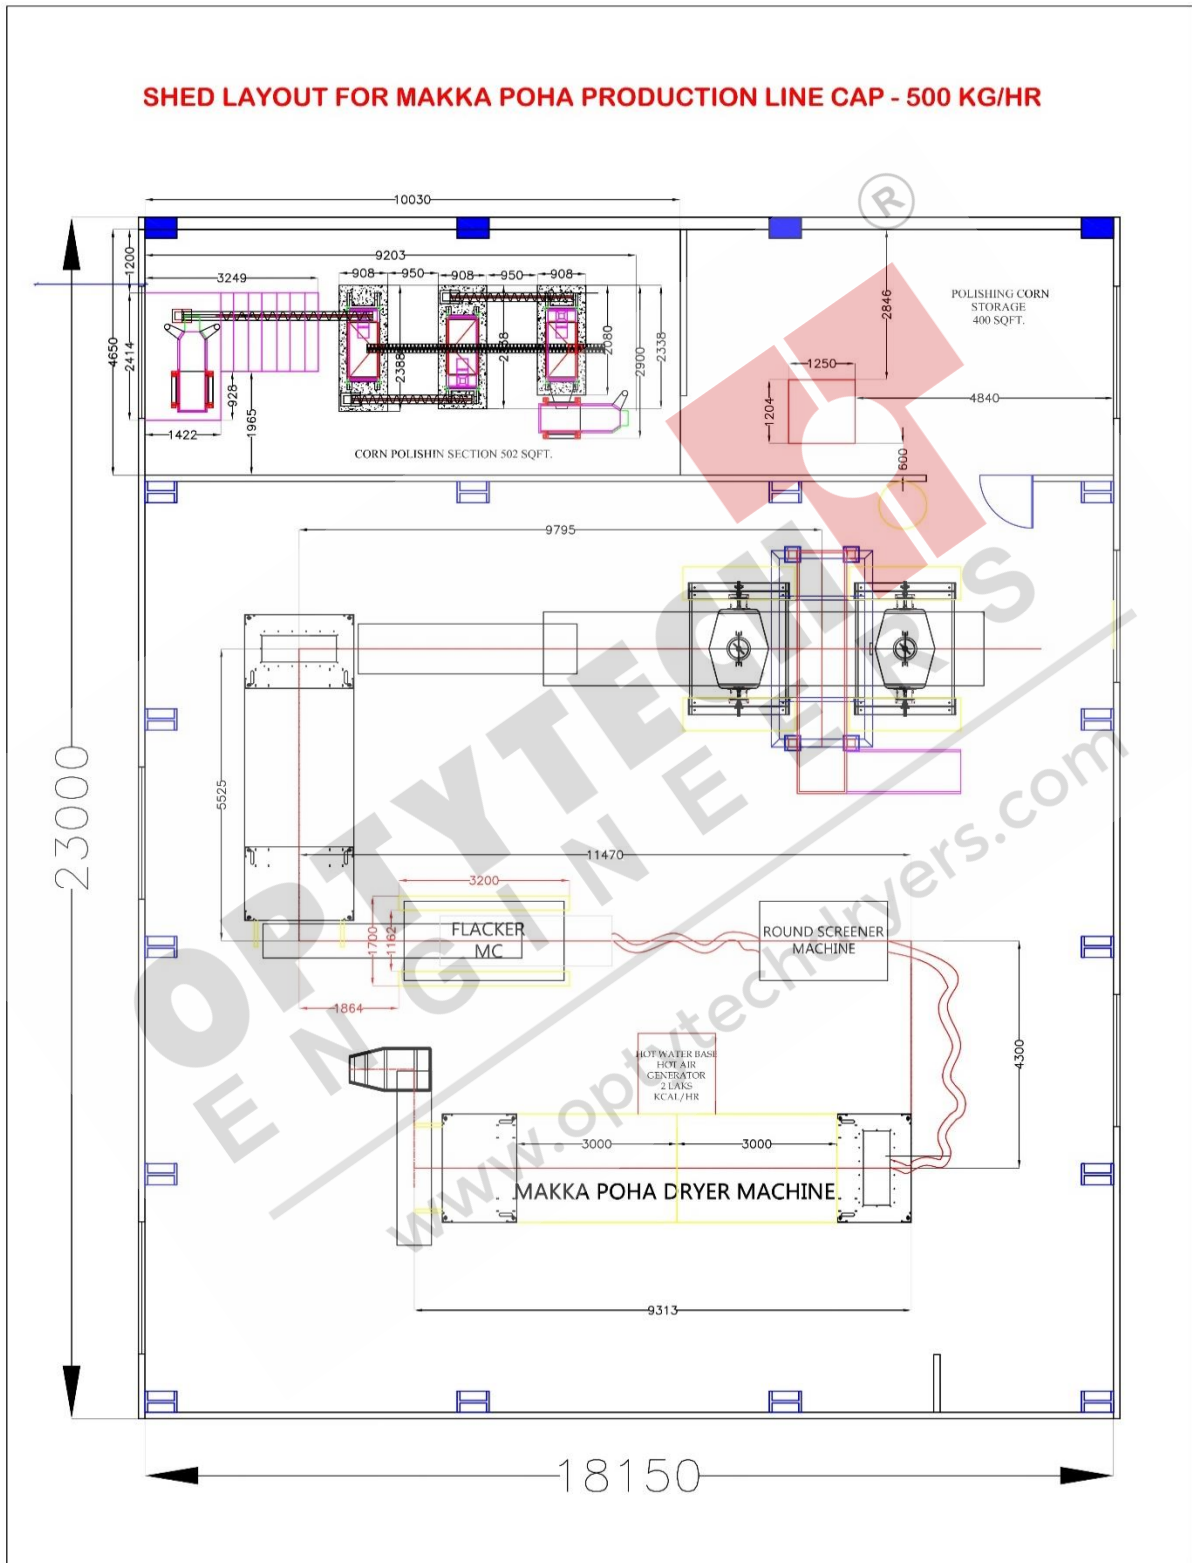 SHED LAYOUT FOR MAKKA POHA PRODUCTION LINE CAP - 500 KG/HR
®
10030
9203
1200
3249
908
950
908
950
908
2846
POLISHING CORN
STORAGE
400 SQFT.
4650
2414
928
1965
1422
2388
2080
2900
2338
1250
1204
4840
600
CORN POLISHIN SECTION 502 SQFT.
9795
5525
23000
11470
3200
1700
1162
FLACKER
MC
ROUND SCREENER
MACHINE
1864
4300
HOT WATER BASE
HOT AIR
GENERATOR
2 LAKS
KCAL/HR
3000
3000
MAKKA POHA DRYER MACHINE
9313
18150
OPTYTECH
ENGINEERS
www.optytechdryers.com